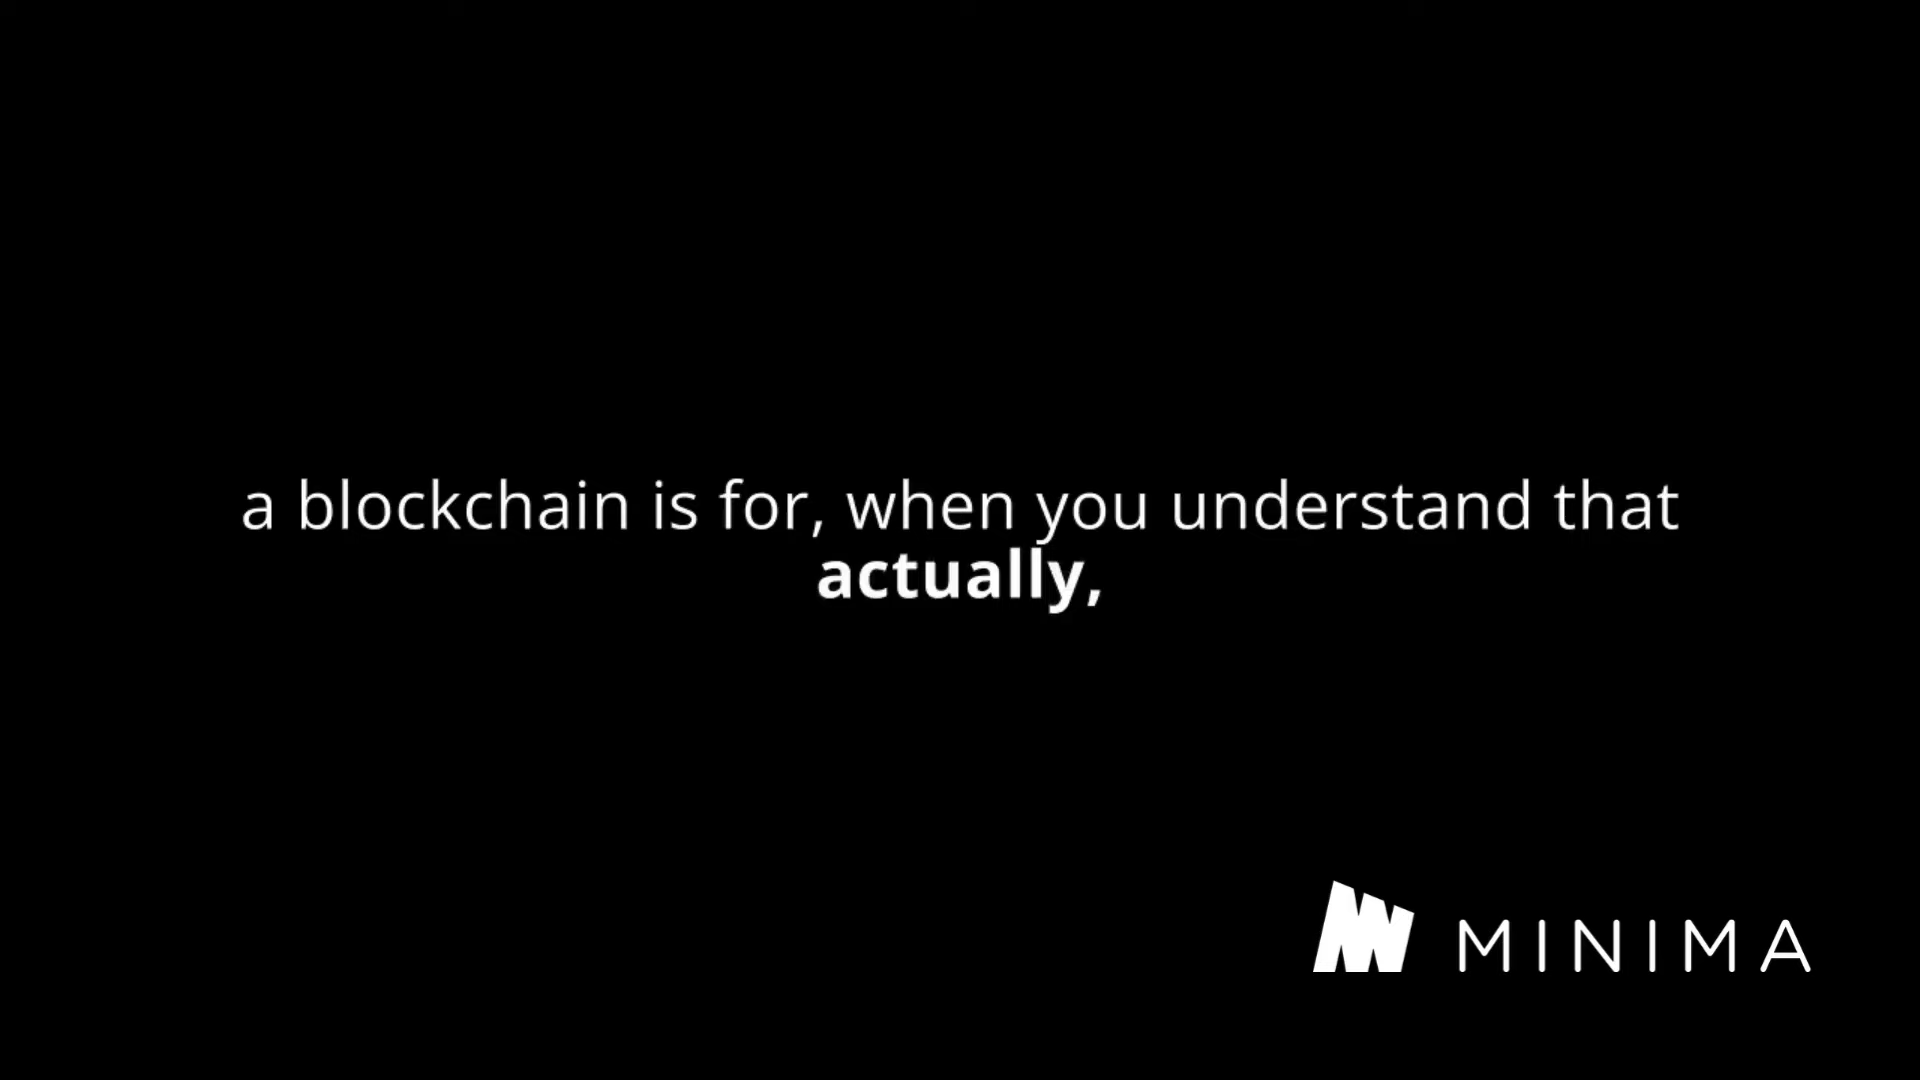 a blockchain is for, when you understand that
actually,
MINIMA